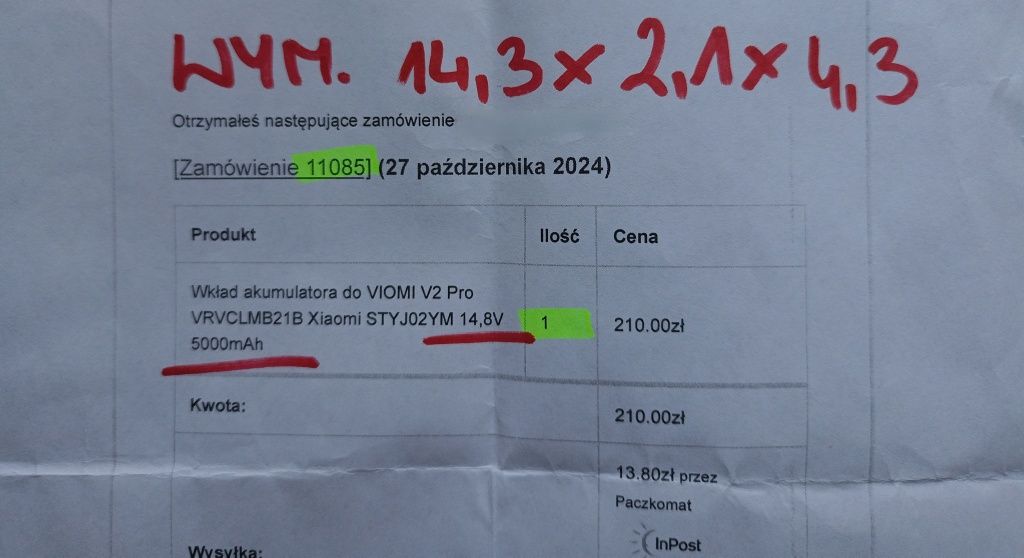 WYM. 14,3 x 2,1 x 4,3
Otrzymałeś następujące zamówienie
[Zamówienie 11085] (27 października 2024)
Produkt Ilość Cena
Wkład akumulatora do VIOMI V2 Pro
VRVCLMB21B Xiaomi STYJ02YM 14,8V
5000mAh
1 210.00zł
Kwota: 210.00zł
13.80zł przez
Paczkomat
InPost
Wysyłka: